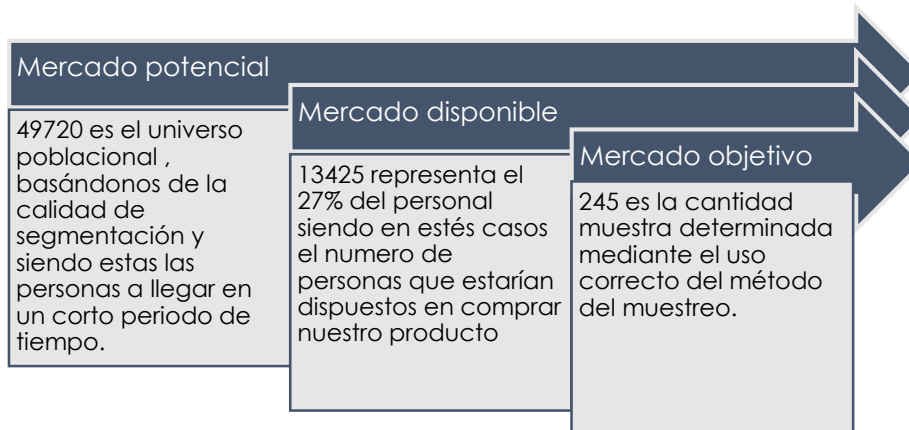 Mercado potencial
49720 es el universo
poblacional ,
basándonos de la
calidad de
segmentación y
siendo estas las
personas a llegar en
un corto periodo de
tiempo.
Mercado disponible
13425 representa el
27% del personal
siendo en estés casos
el numero de
personas que estarían
dispuestos en comprar
nuestro producto
Mercado objetivo
245 es la cantidad
muestra determinada
mediante el uso
correcto del método
del muestreo.